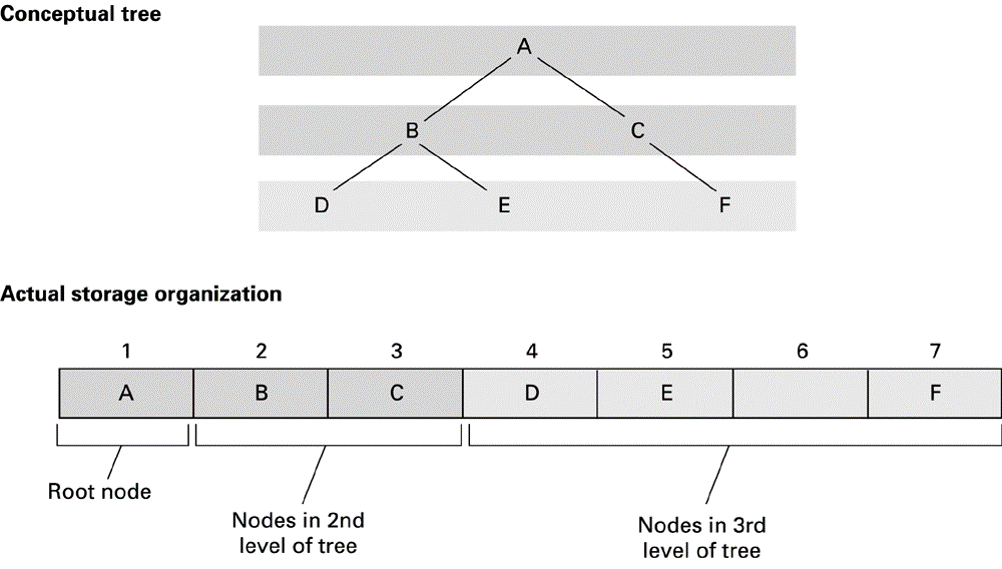 Conceptual tree
A
B C
D E F
Actual storage organization
1 2 3 4 5 6 7
A B C D E F
Root node
Nodes in 2nd
level of tree
Nodes in 3rd
level of tree